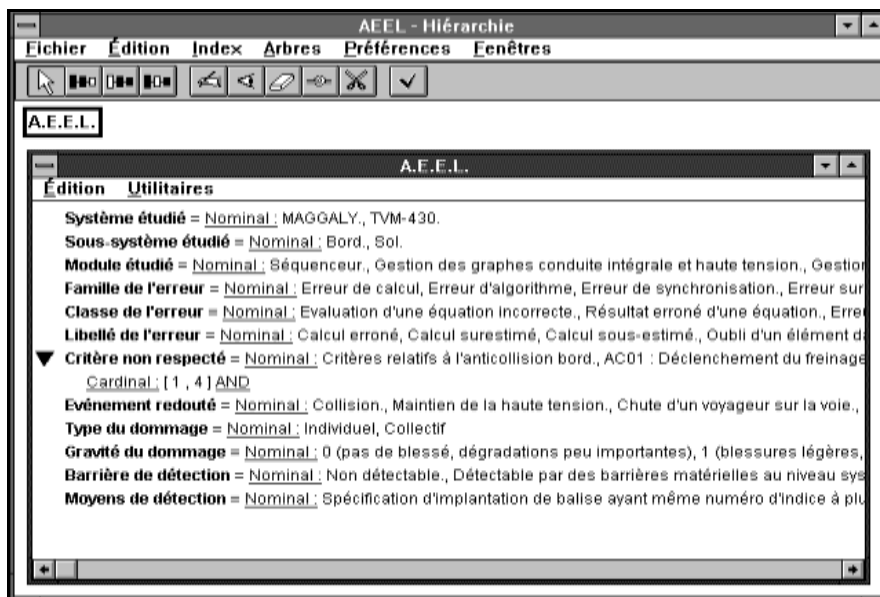 AEEL - Hiérarchie
Fichier Édition Index Arbres Préférences Fenêtres
A.E.E.L.
A.E.E.L.
Édition Utilitaires
Système étudié = Nominal : MAGGALY., TVM-430.
Sous-système étudié = Nominal : Bord., Sol.
Module étudié = Nominal : Séquenceur., Gestion des graphes conduite intégrale et haute tension., Gestion
Famille de l'erreur = Nominal : Erreur de calcul, Erreur d'algorithme, Erreur de synchronisation., Erreur sur
Classe de l'erreur = Nominal : Evaluation d'une équation incorrecte., Résultat erroné d'une équation., Erre
Libellé de l'erreur = Nominal : Calcul erroné, Calcul surestimé, Calcul sous-estimé., Oubli d'un élément d
Critère non respecté = Nominal : Critères relatifs à l'anticollision bord., AC01 : Déclenchement du freinage
Cardinal : [ 1 , 4 ] AND
Evénement redouté = Nominal : Collision., Maintien de la haute tension., Chute d'un voyageur sur la voie.,
Type du dommage = Nominal : Individuel, Collectif
Gravité du dommage = Nominal : 0 (pas de blessé, dégradations peu importantes), 1 (blessures légères,
Barrière de détection = Nominal : Non détectable., Détectable par des barrières matérielles au niveau sys
Moyens de détection = Nominal : Spécification d'implantation de balise ayant même numéro d'indice à plu